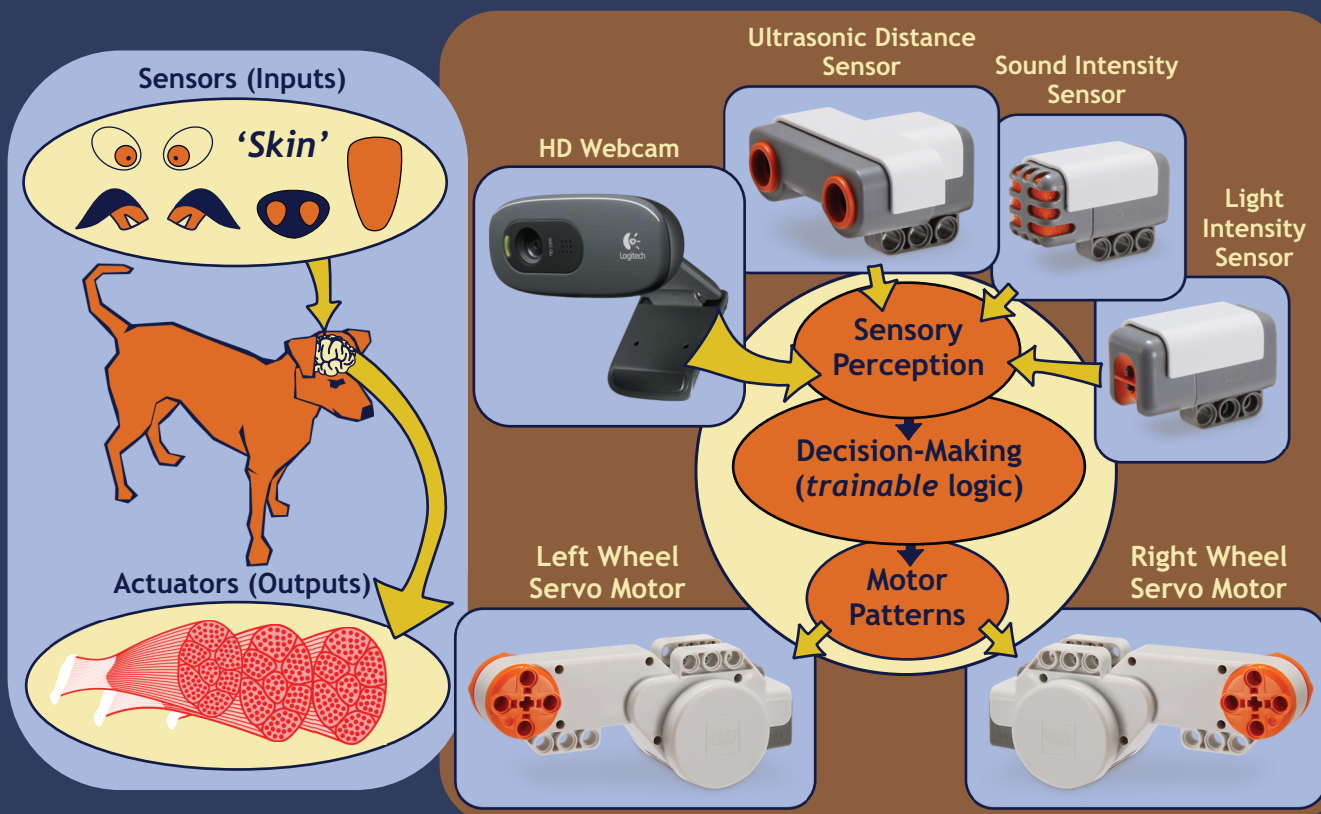 Sensors (Inputs)
‘Skin’
Actuators (Outputs)
Ultrasonic Distance
Sensor
Sound Intensity
Sensor
HD Webcam
Logitech
Light
Intensity
Sensor
Sensory
Perception
Decision-Making
(trainable logic)
Motor
Patterns
Left Wheel
Servo Motor
Right Wheel
Servo Motor